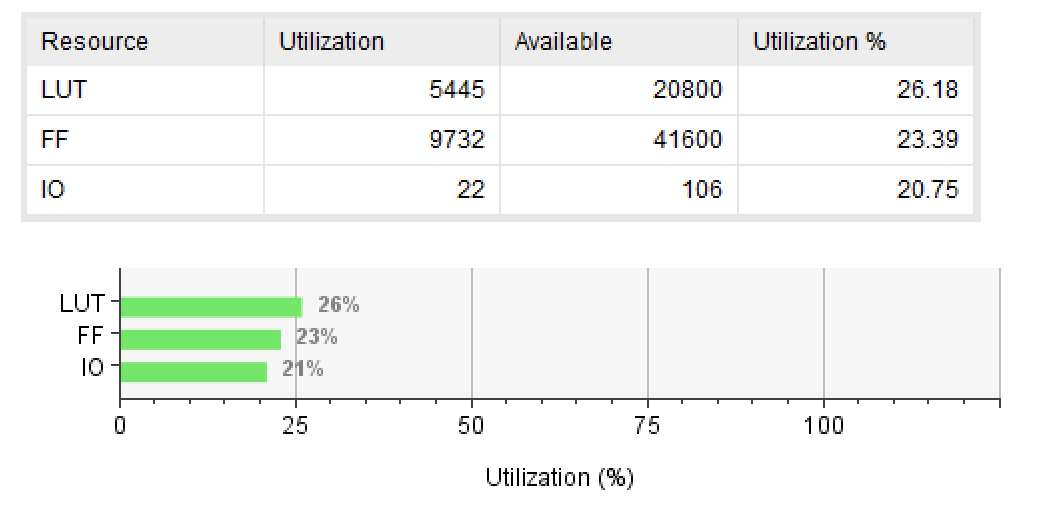 Resource Utilization Available Utilization %
LUT 5445 20800 26.18
FF 9732 41600 23.39
IO 22 106 20.75
LUT 26%
FF 23%
IO 21%
0 25 50 75 100
Utilization (%)